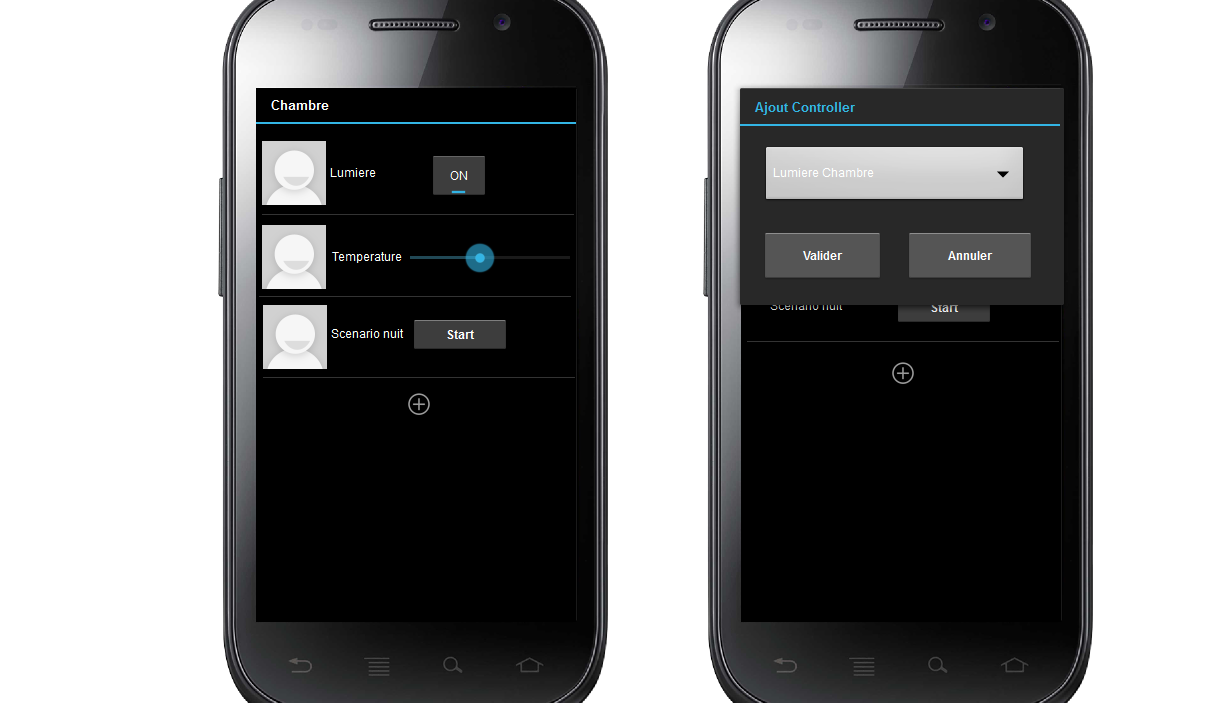 Chambre
Lumiere
ON
Temperature
Scenario nuit
Start
Ajout Controller
Lumiere Chambre
Valider
Annuler
Scenario nuit
Start